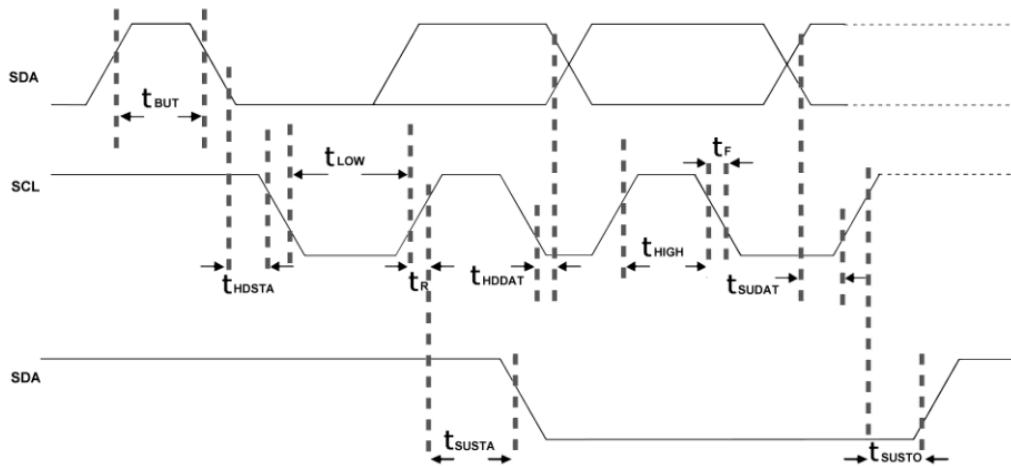 SDA
tBUT
tLOW
tF
SCL
tHDSTA
tR
tHDDAT
tHIGH
tSUDAT
SDA
tSUSTA
tSUSTO